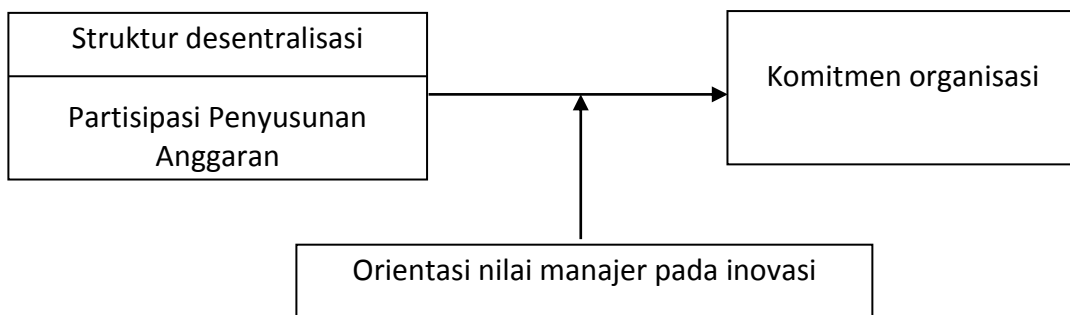 Struktur desentralisasi
Partisipasi Penyusunan
Anggaran
Komitmen organisasi
Orientasi nilai manajer pada inovasi